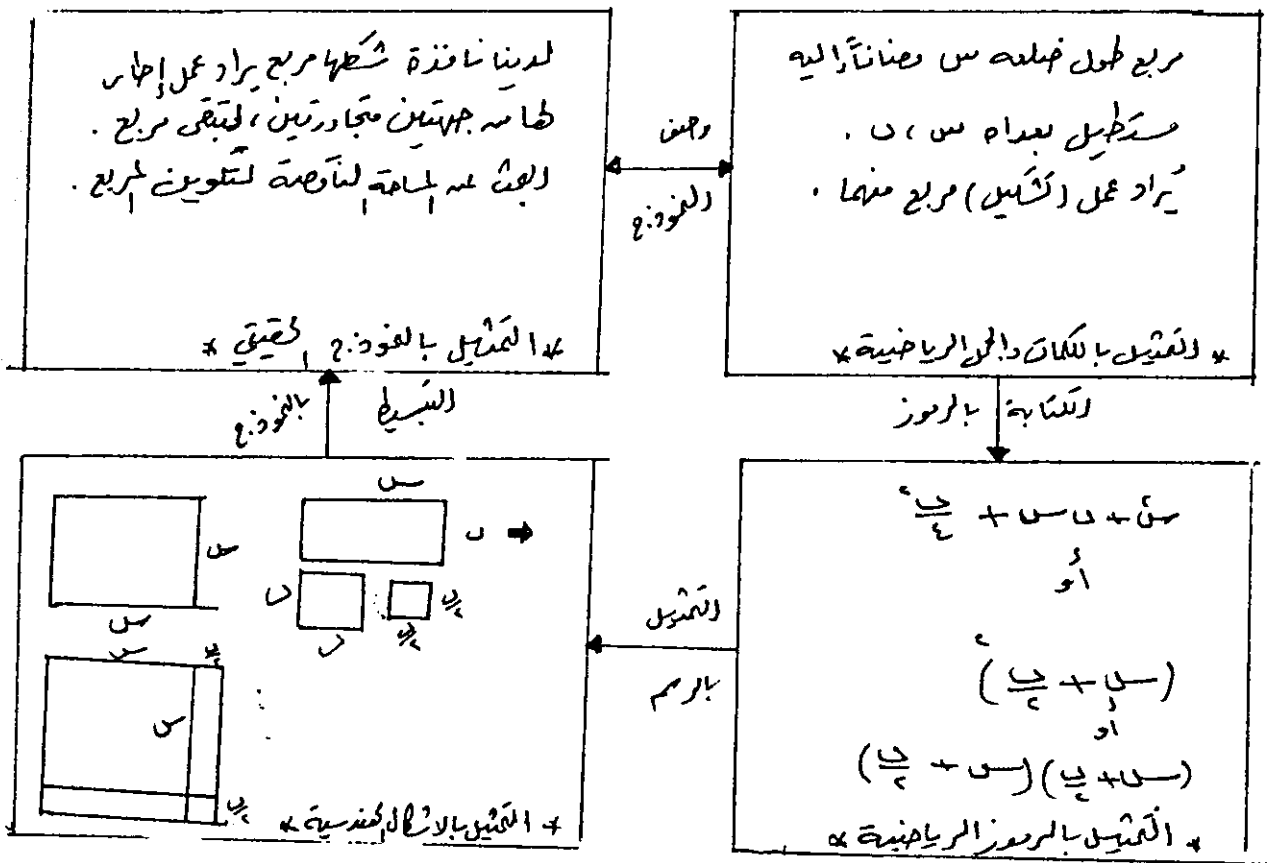 مربع طول ضلعه س ومضافاً إليه
مستطيل بعداه س ، ب .
يُراد عمل (تشكيل) مربع منهما .
* التمثيل بالكلمات والجمل الرياضية *
وصف
النموذج
لدينا نافذة شكلها مربع يراد عمل إطار
لها من جهتين متجاورتين ، لتبقى مربع .
ابحث عن المساحة الناقصة لتكوين المربع .
* التمثيل بالنموذج الحقيقي *
الكتابة بالرموز
التبسيط بالنموذج
س² + ب س + ب²/٤
أو
(س + ب/٢)²
أو
(س + ب/٢)(س + ب/٢)
* التمثيل بالرموز الرياضية *
التمثيل
بالرسم
س
ب
س
س
ب
ب
ب/٢
ب/٢
س
ب/٢
س
ب/٢
* التمثيل بالأشكال الهندسية *